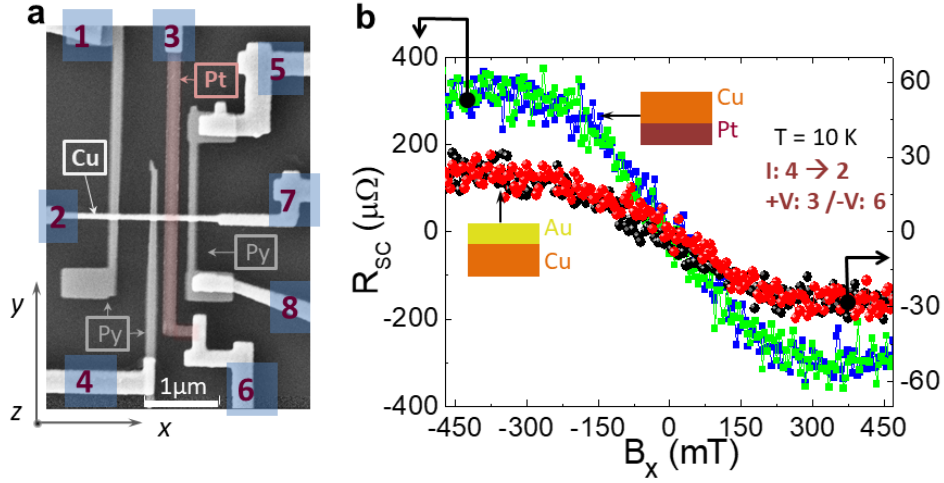 a
1
3
Pt
5
Cu
2
7
Py
Py
8
4
6
1μm
y
z
x
b
R_SC (μΩ)
400
200
0
-200
-400
60
30
0
-30
-60
Cu
Pt
T = 10 K
I: 4 → 2
+V: 3 /-V: 6
Au
Cu
-450 -300 -150 0 150 300 450
B_x (mT)